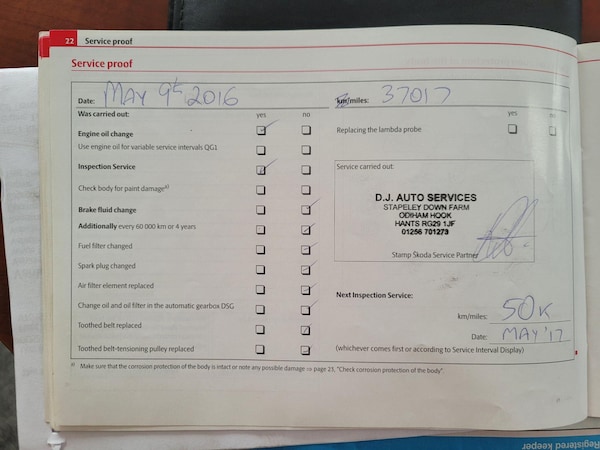 22 Service proof
Service proof
Date: MAY 9th 2016
km/miles: 37017
Was carried out: yes no
Engine oil change
Use engine oil for variable service intervals QG1
Inspection Service
Check body for paint damage a)
Brake fluid change
Additionally every 60 000 km or 4 years
Fuel filter changed
Spark plug changed
Air filter element replaced
Change oil and oil filter in the automatic gearbox DSG
Toothed belt replaced
Toothed belt-tensioning pulley replaced
yes no
Replacing the lambda probe
Service carried out:
D.J. AUTO SERVICES
STAPELEY DOWN FARM
ODIHAM HOOK
HANTS RG29 1JF
01256 701273
Stamp Škoda Service Partner
Next Inspection Service:
km/miles: 50K
Date: MAY '17
(whichever comes first or according to Service Interval Display)
a) Make sure that the corrosion protection of the body is intact or note any possible damage ⇒ page 23, "Check corrosion protection of the body".
Registered keeper